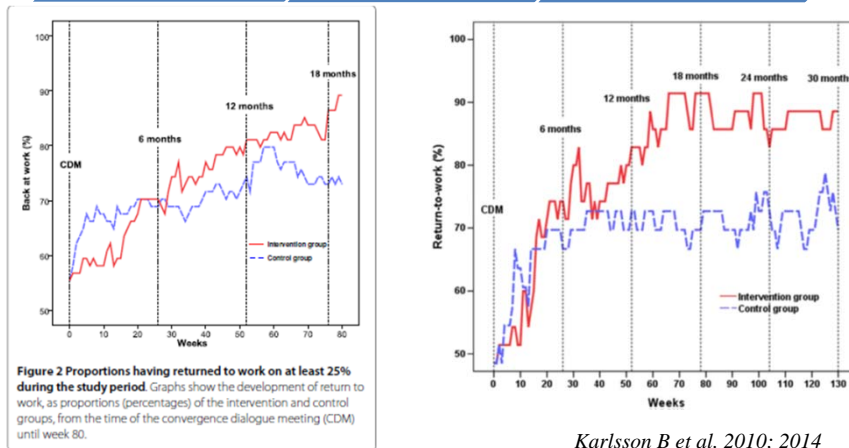 100
90
80
70
60
50
Back at work (%)
CDM
6 months
12 months
18 months
Intervention group
Control group
0 10 20 30 40 50 60 70 80
Weeks
Figure 2 Proportions having returned to work on at least 25%
during the study period. Graphs show the development of return to
work, as proportions (percentages) of the intervention and control
groups, from the time of the convergence dialogue meeting (CDM)
until week 80.
100
90
80
70
60
50
Return-to-work (%)
CDM
6 months
12 months
18 months
24 months
30 months
Intervention group
Control group
0 10 20 30 40 50 60 70 80 90 100 110 120 130
Weeks
Karlsson B et al. 2010; 2014